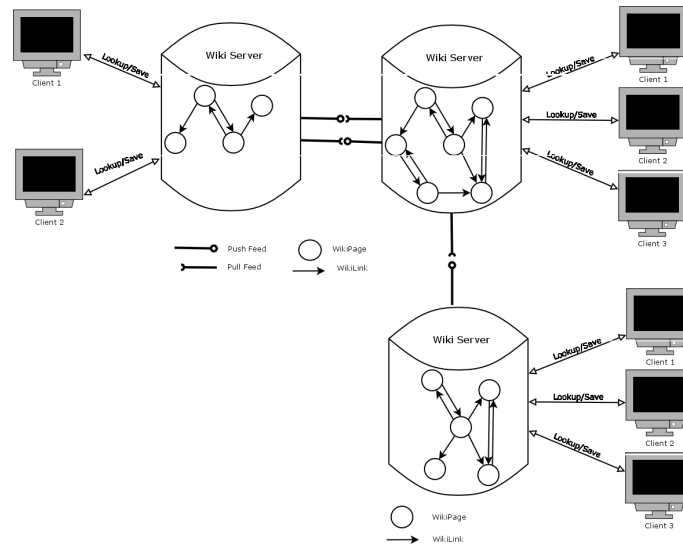 Wiki Server
Wiki Server
Lookup/Save
Client 1
Lookup/Save
Client 2
Lookup/Save
Client 1
Lookup/Save
Client 2
Lookup/Save
Client 3
Push Feed
WikiPage
Pull Feed
WikiLink
Wiki Server
Lookup/Save
Client 1
Lookup/Save
Client 2
Lookup/Save
Client 3
WikiPage
WikiLink